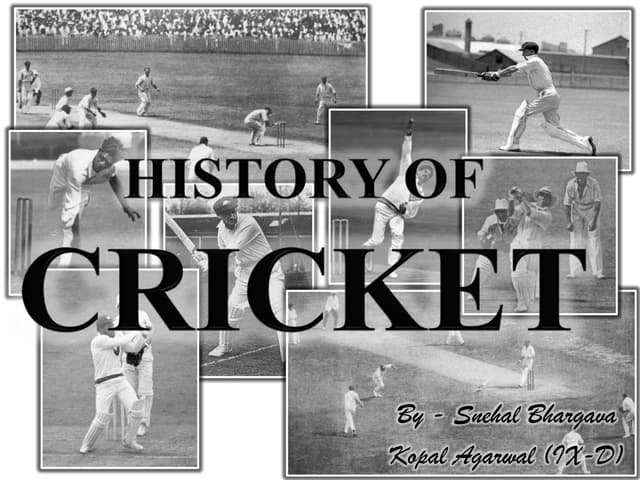 HISTORY OF
CRICKET
By - Snehal Bhargava
Kopal Agarwal (IX-D)